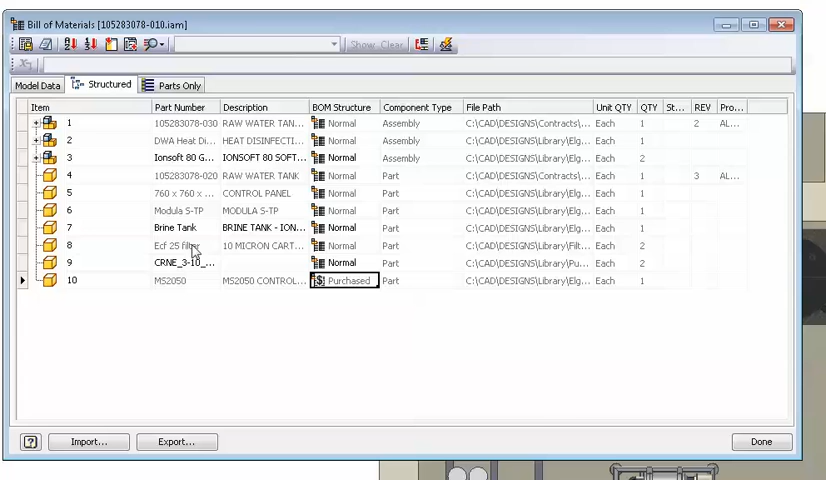 Bill of Materials [105283078-010.iam]
Show Clear
Model Data Structured Parts Only
Item Part Number Description BOM Structure Component Type File Path Unit QTY QTY St... REV Pro...
1 105283078-030 RAW WATER TAN... Normal Assembly C:\CAD\DESIGNS\Contracts\... Each 1 2 AL...
2 DWA Heat Di... HEAT DISINFECTI... Normal Assembly C:\CAD\DESIGNS\Library\Elg... Each 1
3 Ionsoft 80 G... IONSOFT 80 SOFT... Normal Assembly C:\CAD\DESIGNS\Library\Elg... Each 2
4 105283078-020 RAW WATER TANK Normal Part C:\CAD\DESIGNS\Contracts\... Each 1 3 AL...
5 760 x 760 x ... CONTROL PANEL Normal Part C:\CAD\DESIGNS\Library\Elg... Each 1
6 Modula S-TP MODULA S-TP Normal Part C:\CAD\DESIGNS\Library\Elg... Each 1
7 Brine Tank BRINE TANK - ION... Normal Part C:\CAD\DESIGNS\Library\Elg... Each 1
8 Ecf 25 filter 10 MICRON CART... Normal Part C:\CAD\DESIGNS\Library\Filt... Each 2
9 CRNE_3-10_... Normal Part C:\CAD\DESIGNS\Library\Pu... Each 2
10 MS2050 MS2050 CONTROL... Purchased Part C:\CAD\DESIGNS\Library\Elg... Each 1
Import... Export... Done